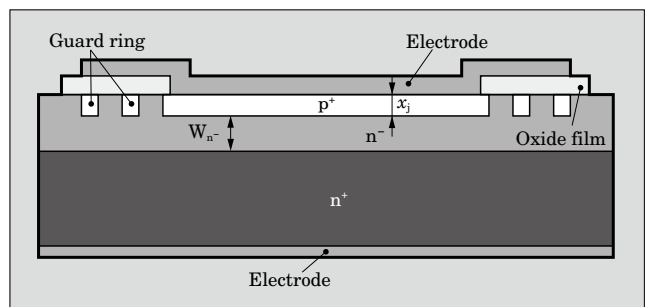 Guard ring
Electrode
p⁺
xⱼ
Wₙ₋
n⁻
Oxide film
n⁺
Electrode